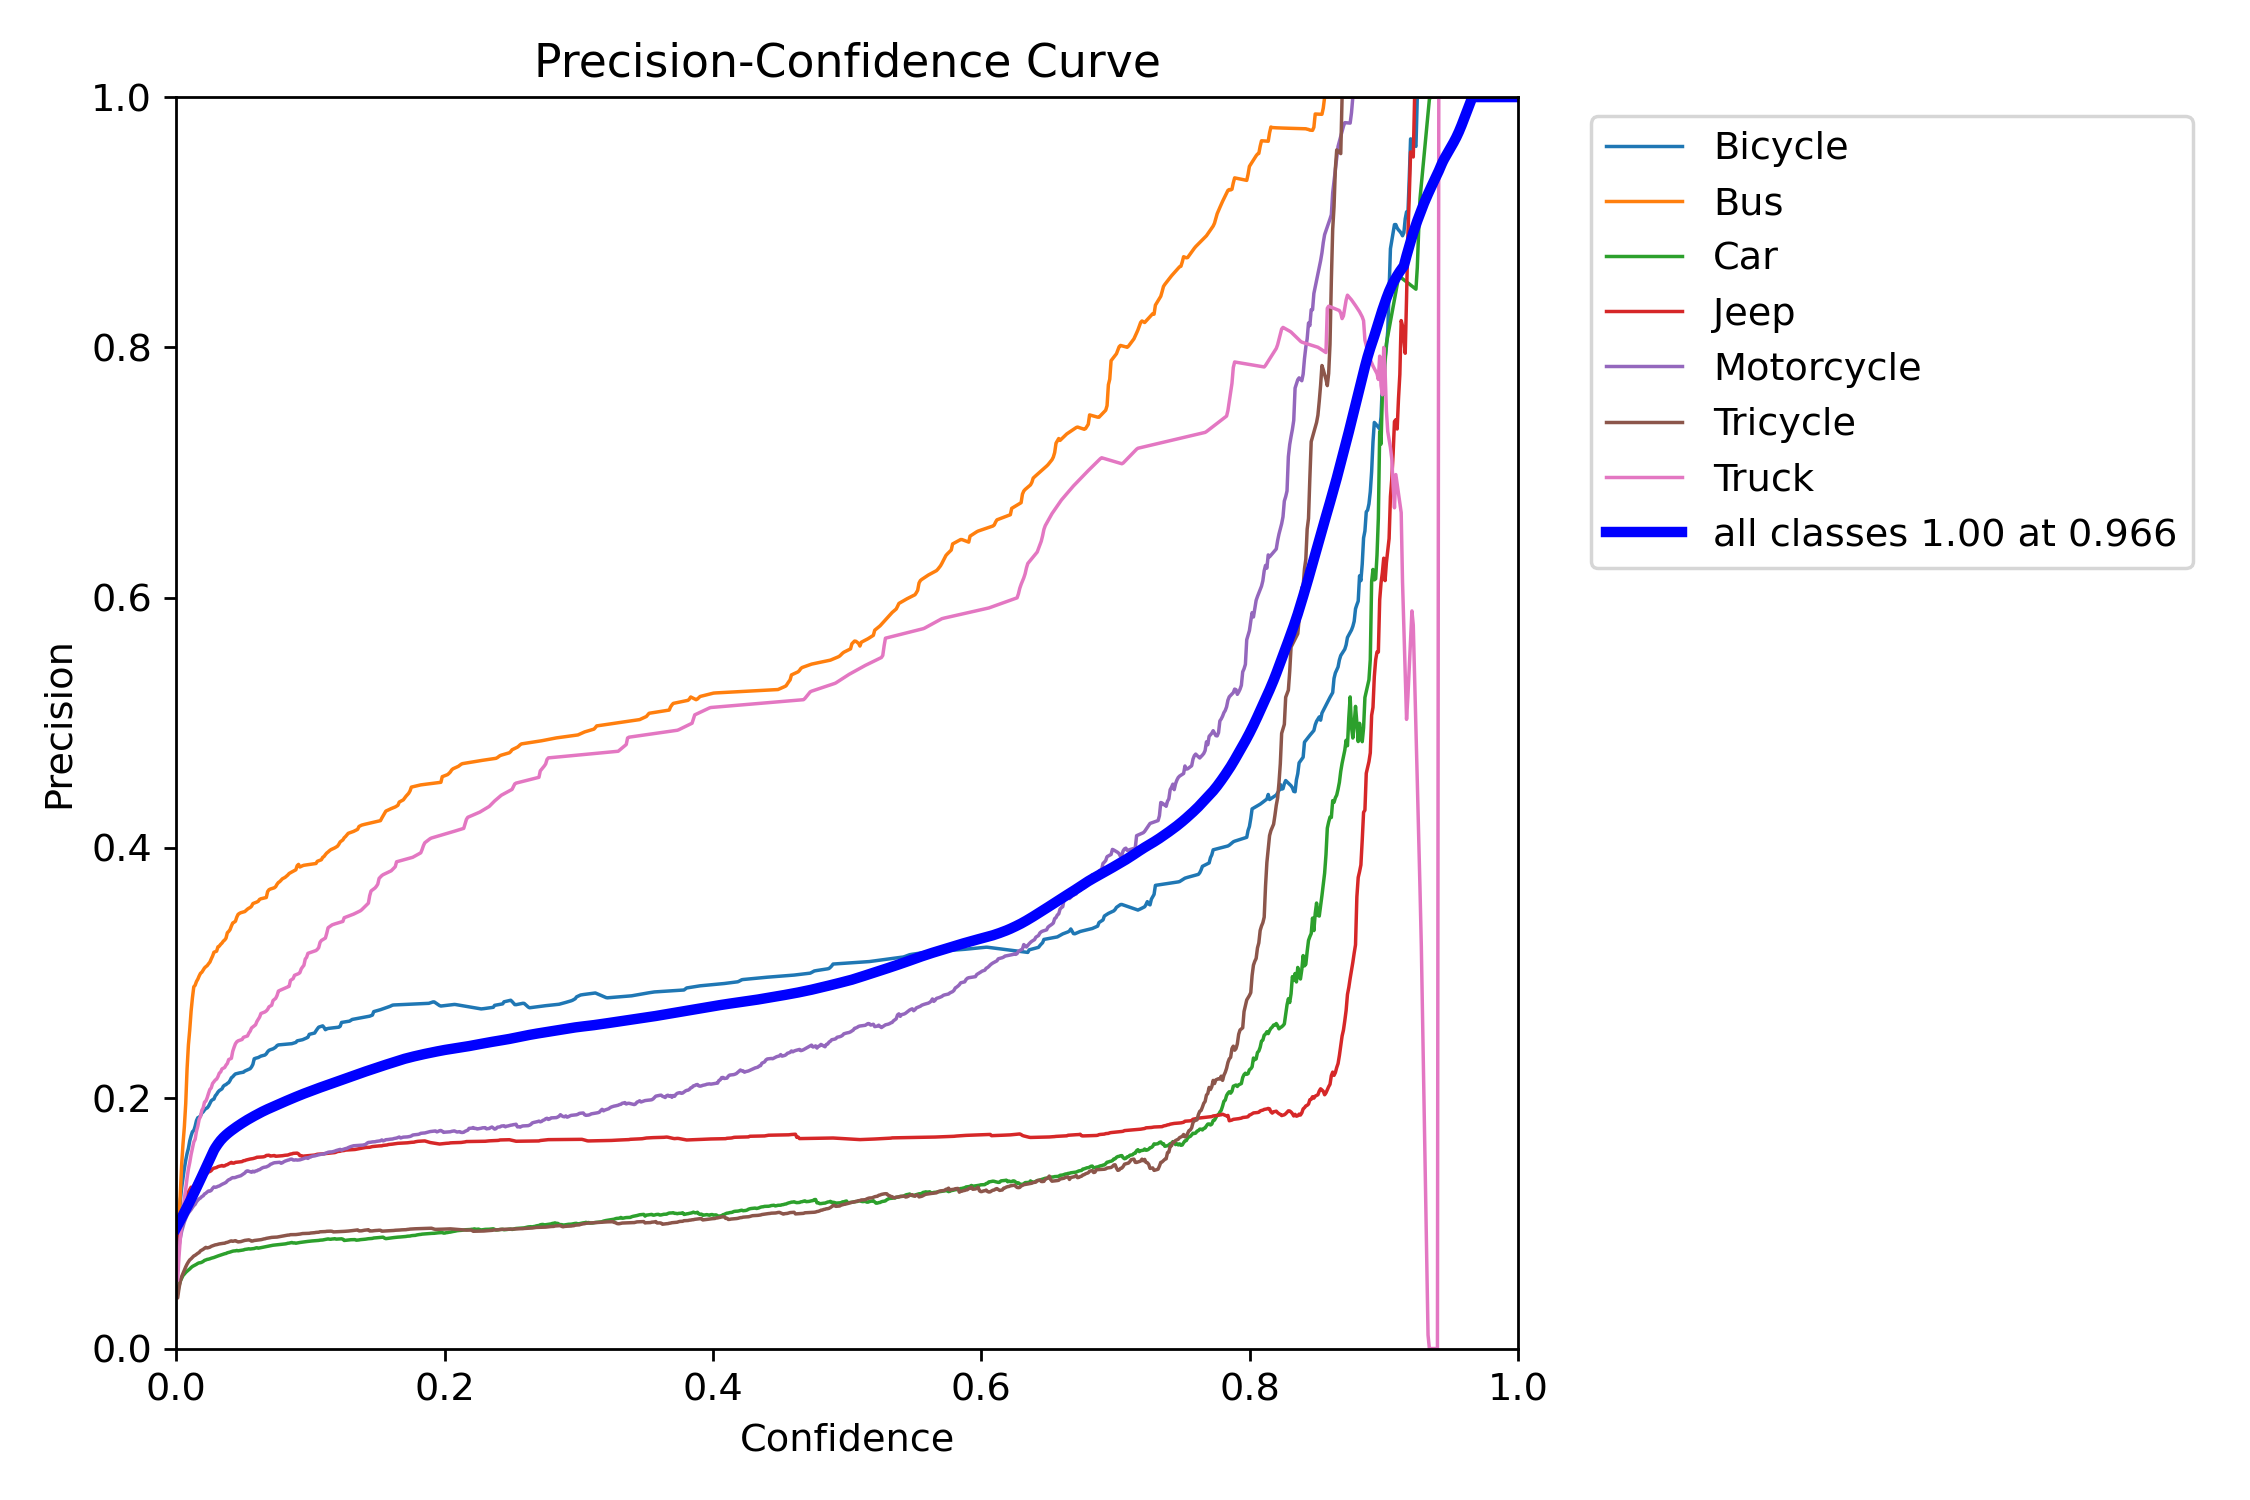 Precision-Confidence Curve
1.0
0.8
0.6
0.4
0.2
0.0
Precision
0.0 0.2 0.4 0.6 0.8 1.0
Confidence
Bicycle
Bus
Car
Jeep
Motorcycle
Tricycle
Truck
all classes 1.00 at 0.966